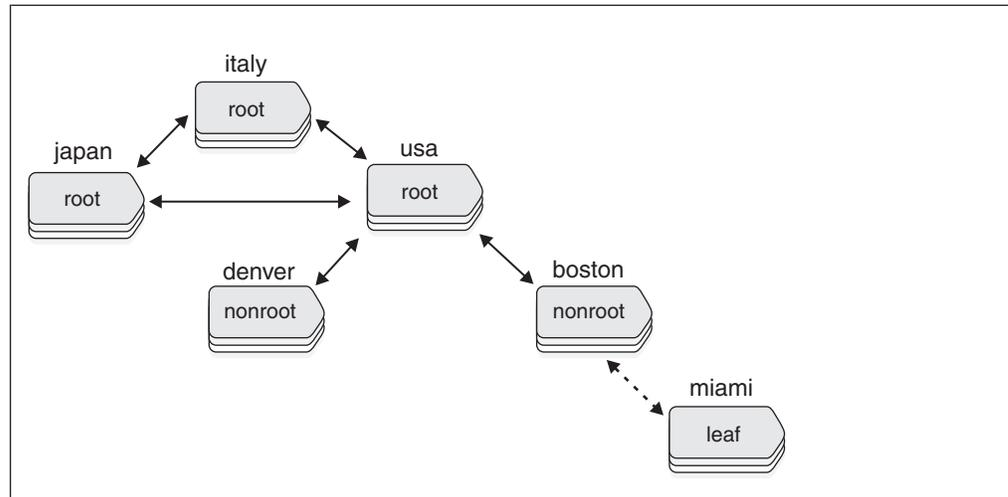 italy
root
japan
root
usa
root
denver
nonroot
boston
nonroot
miami
leaf